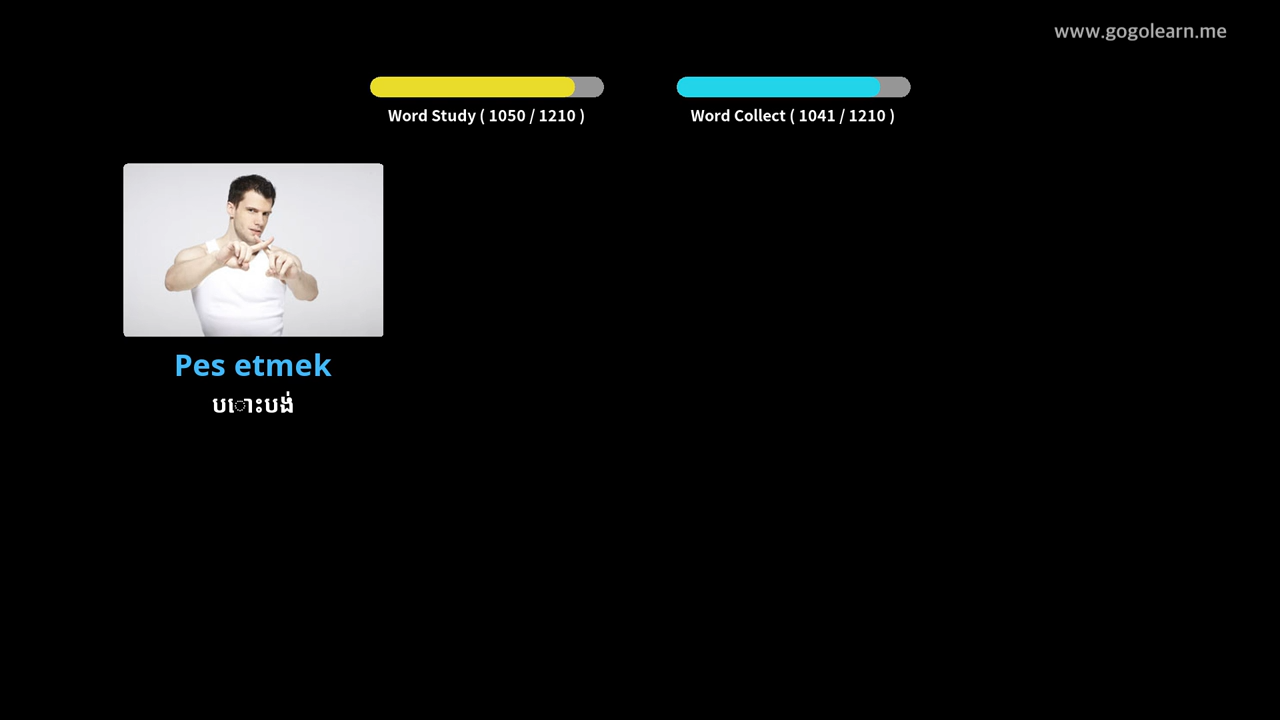 www.gogolearn.me
Word Study ( 1050 / 1210 )
Word Collect ( 1041 / 1210 )
Pes etmek
បោះបង់